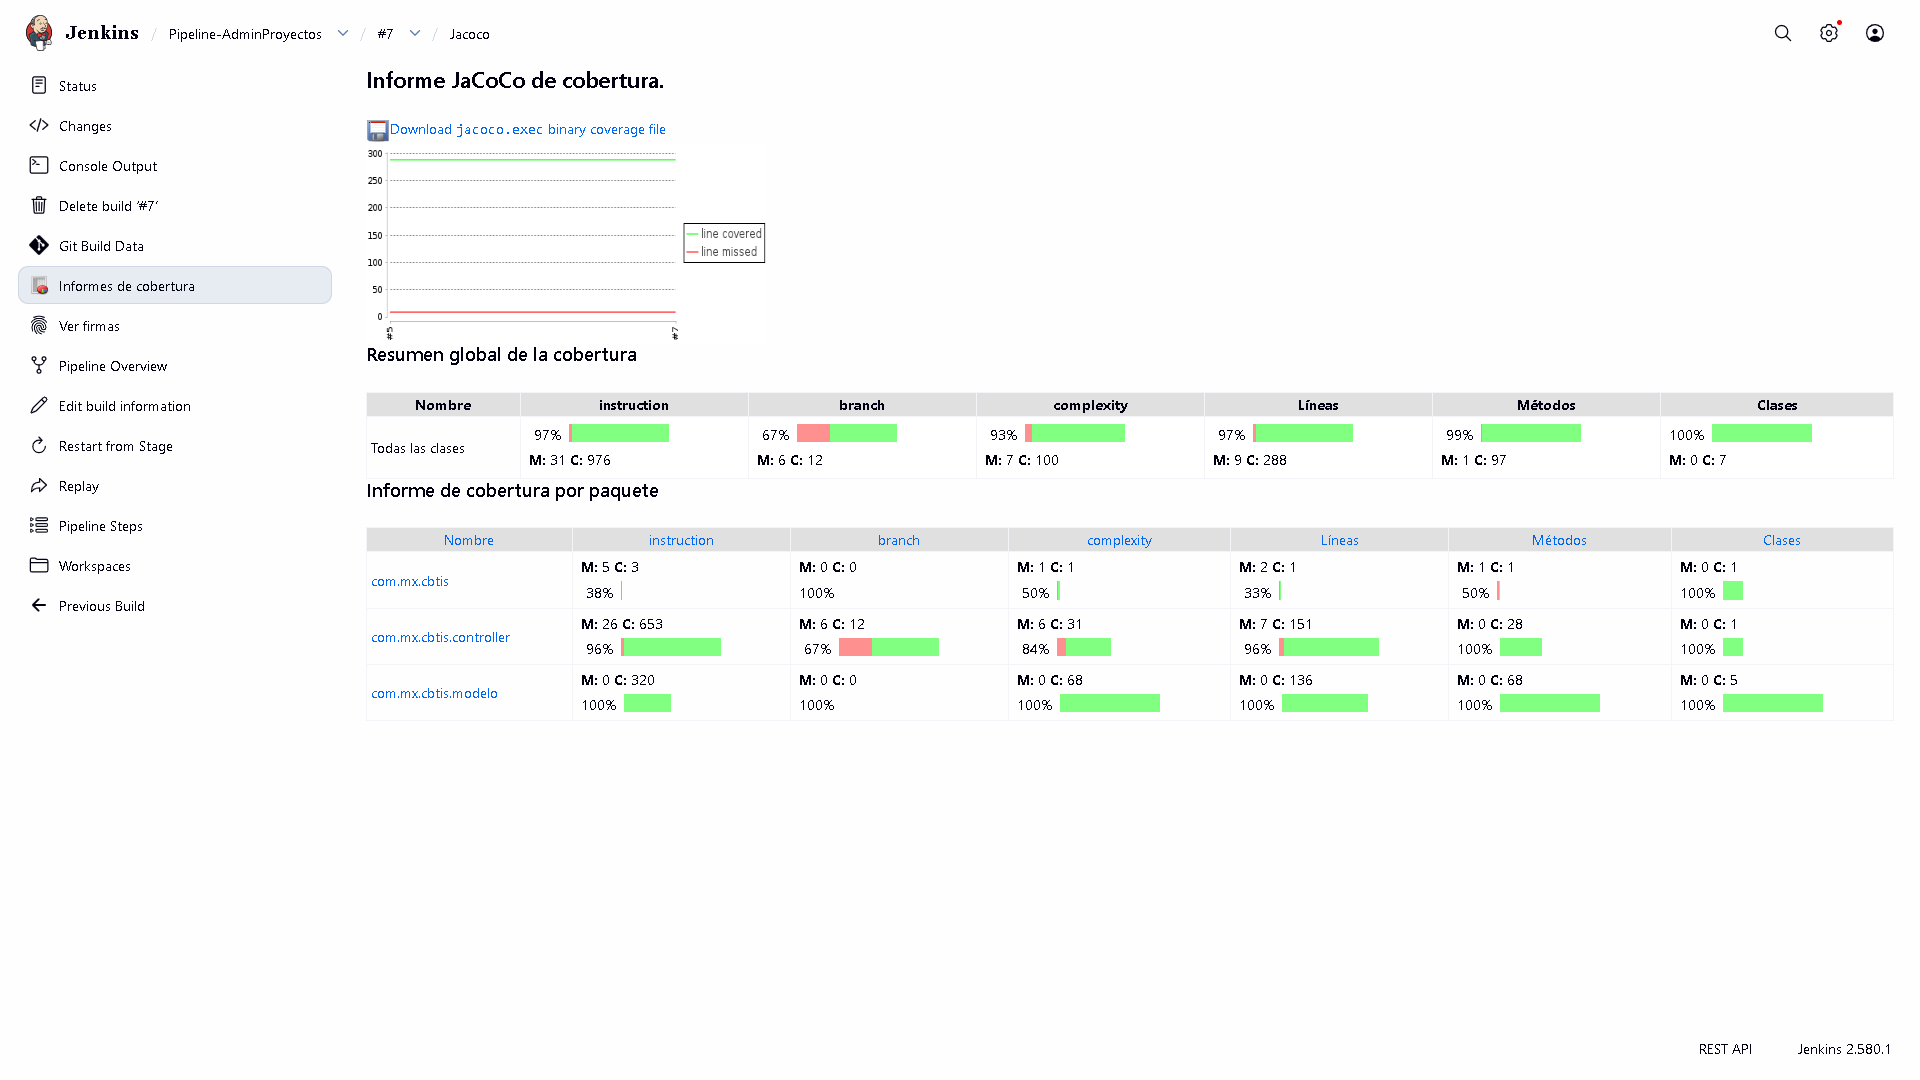 Jenkins / Pipeline-AdminProyectos / #7 / Jacoco
Status
Changes
Console Output
Delete build ‘#7’
Git Build Data
Informes de cobertura
Ver firmas
Pipeline Overview
Edit build information
Restart from Stage
Replay
Pipeline Steps
Workspaces
Previous Build
Informe JaCoCo de cobertura.
Download jacoco.exec binary coverage file
300
250
200
150
100
50
0
#5 #7
line covered
line missed
Resumen global de la cobertura
Nombre instruction branch complexity Líneas Métodos Clases
Todas las clases
97% 67% 93% 97% 99% 100%
M: 31 C: 976 M: 6 C: 12 M: 7 C: 100 M: 9 C: 288 M: 1 C: 97 M: 0 C: 7
Informe de cobertura por paquete
Nombre instruction branch complexity Líneas Métodos Clases
com.mx.cbtis
M: 5 C: 3 M: 0 C: 0 M: 1 C: 1 M: 2 C: 1 M: 1 C: 1 M: 0 C: 1
38% 100% 50% 33% 50% 100%
com.mx.cbtis.controller
M: 26 C: 653 M: 6 C: 12 M: 6 C: 31 M: 7 C: 151 M: 0 C: 28 M: 0 C: 1
96% 67% 84% 96% 100% 100%
com.mx.cbtis.modelo
M: 0 C: 320 M: 0 C: 0 M: 0 C: 68 M: 0 C: 136 M: 0 C: 68 M: 0 C: 5
100% 100% 100% 100% 100% 100%
REST API Jenkins 2.580.1